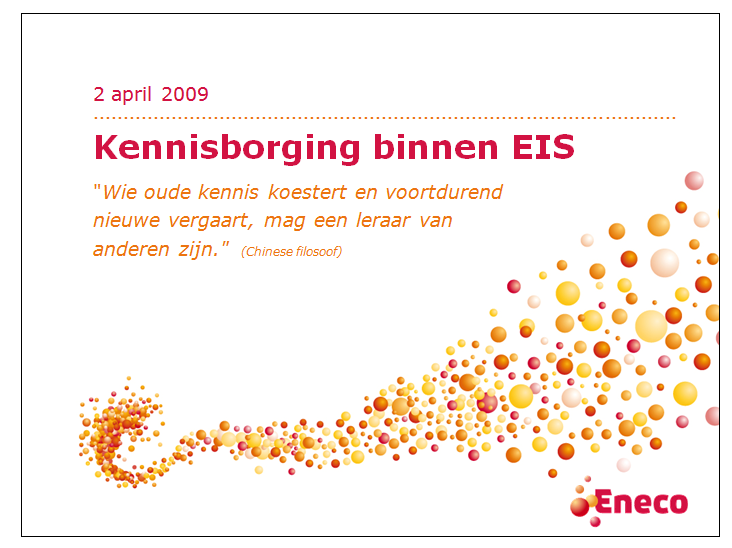 2 april 2009
Kennisborging binnen EIS
"Wie oude kennis koestert en voortdurend
nieuwe vergaart, mag een leraar van
anderen zijn." (Chinese filosoof)
Eneco